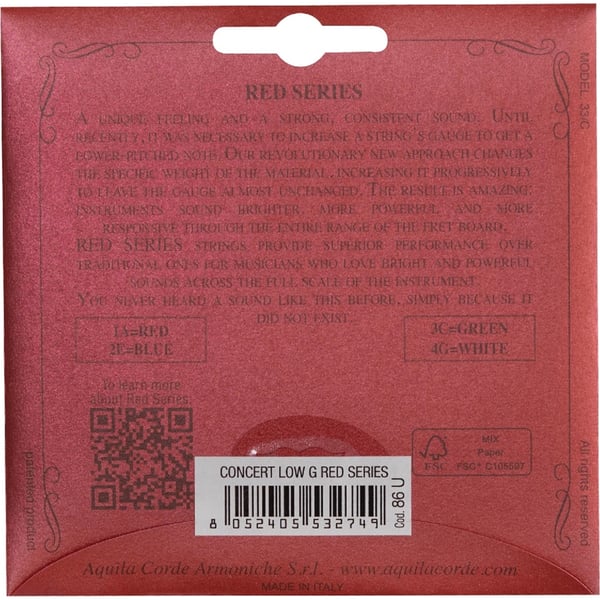 RED SERIES
A UNIQUE FEELING AND A STRONG, CONSISTENT SOUND. UNTIL
RECENTLY, IT WAS NECESSARY TO INCREASE A STRING'S GAUGE TO GET A
LOWER-PITCHED NOTE. OUR REVOLUTIONARY NEW APPROACH CHANGES
THE SPECIFIC WEIGHT OF THE MATERIAL, INCREASING IT PROGRESSIVELY
TO LEAVE THE GAUGE ALMOST UNCHANGED. THE RESULT IS AMAZING:
INSTRUMENTS SOUND BRIGHTER, MORE POWERFUL AND MORE
RESPONSIVE THROUGH THE ENTIRE RANGE OF THE FRET BOARD.
RED SERIES STRINGS PROVIDE SUPERIOR PERFORMANCE OVER
TRADITIONAL ONES FOR MUSICIANS WHO LOVE BRIGHT AND POWERFUL
SOUNDS ACROSS THE FULL SCALE OF THE INSTRUMENT.
YOU NEVER HEARD A SOUND LIKE THIS BEFORE, SIMPLY BECAUSE IT
DID NOT EXIST
1A=RED
2E=BLUE
3C=GREEN
4G=WHITE
To learn more
about Red Series
FSC
MIX
Paper
FSC® C105597
CONCERT LOW G RED SERIES
8 052405 532749
Cod. 86 U
Aquila Corde Armoniche S.r.l. - www.aquilacorde.com
MADE IN ITALY
patented product
MODEL 33/C
All rights reserved